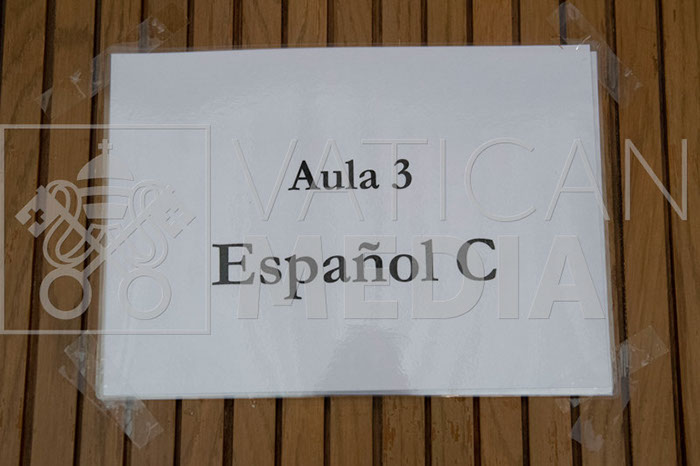 Aula 3
Español C
VATICAN
MEDIA